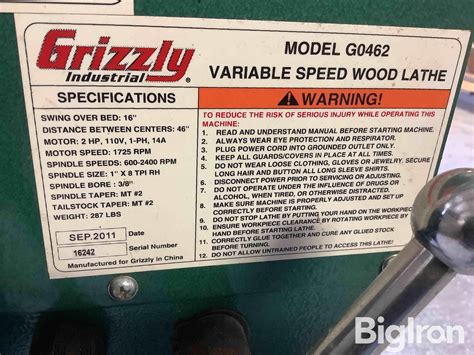 Grizzly
Industrial
MODEL G0462
VARIABLE SPEED WOOD LATHE
SPECIFICATIONS
SWING OVER BED: 16"
DISTANCE BETWEEN CENTERS: 46"
MOTOR: 2 HP, 110V, 1-PH, 14A
MOTOR SPEED: 1725 RPM
SPINDLE SPEEDS: 600-2400 RPM
SPINDLE SIZE: 1" X 8 TPI RH
SPINDLE BORE: 3/8"
SPINDLE TAPER: MT #2
TAILSTOCK TAPER: MT #2
WEIGHT: 287 LBS
SEP.2011 Date
16242 Serial Number
Manufactured for Grizzly in China
WARNING!
TO REDUCE THE RISK OF SERIOUS INJURY WHILE OPERATING THIS
MACHINE:
1. READ AND UNDERSTAND MANUAL BEFORE STARTING MACHINE.
2. ALWAYS WEAR EYE PROTECTION AND RESPIRATOR.
3. PLUG POWER CORD INTO GROUNDED OUTLET ONLY.
4. KEEP ALL GUARDS/COVERS IN PLACE AT ALL TIMES.
5. DO NOT WEAR LOOSE CLOTHING, GLOVES OR JEWELRY. SECURE
LONG HAIR AND BUTTON ALL LONG SLEEVE SHIRTS.
6. DISCONNECT POWER PRIOR TO SERVICING OR ADJUSTING.
7. DO NOT OPERATE UNDER THE INFLUENCE OF DRUGS OR
ALCOHOL, WHEN TIRED, OR OTHERWISE DISTRACTED.
8. MAKE SURE MACHINE IS PROPERLY ADJUSTED AND SET UP
BEFORE STARTING.
9. DO NOT STOP LATHE BY PUTTING YOUR HAND ON THE WORKPIECE.
10. ENSURE WORKPIECE CLEARANCE BY ROTATING WORKPIECE BY
HAND BEFORE STARTING LATHE.
11. CORRECTLY GLUE TOGETHER AND CURE ANY GLUED STOCK
BEFORE TURNING.
12. DO NOT ALLOW UNTRAINED PEOPLE TO ACCESS THIS LATHE!
BigIron